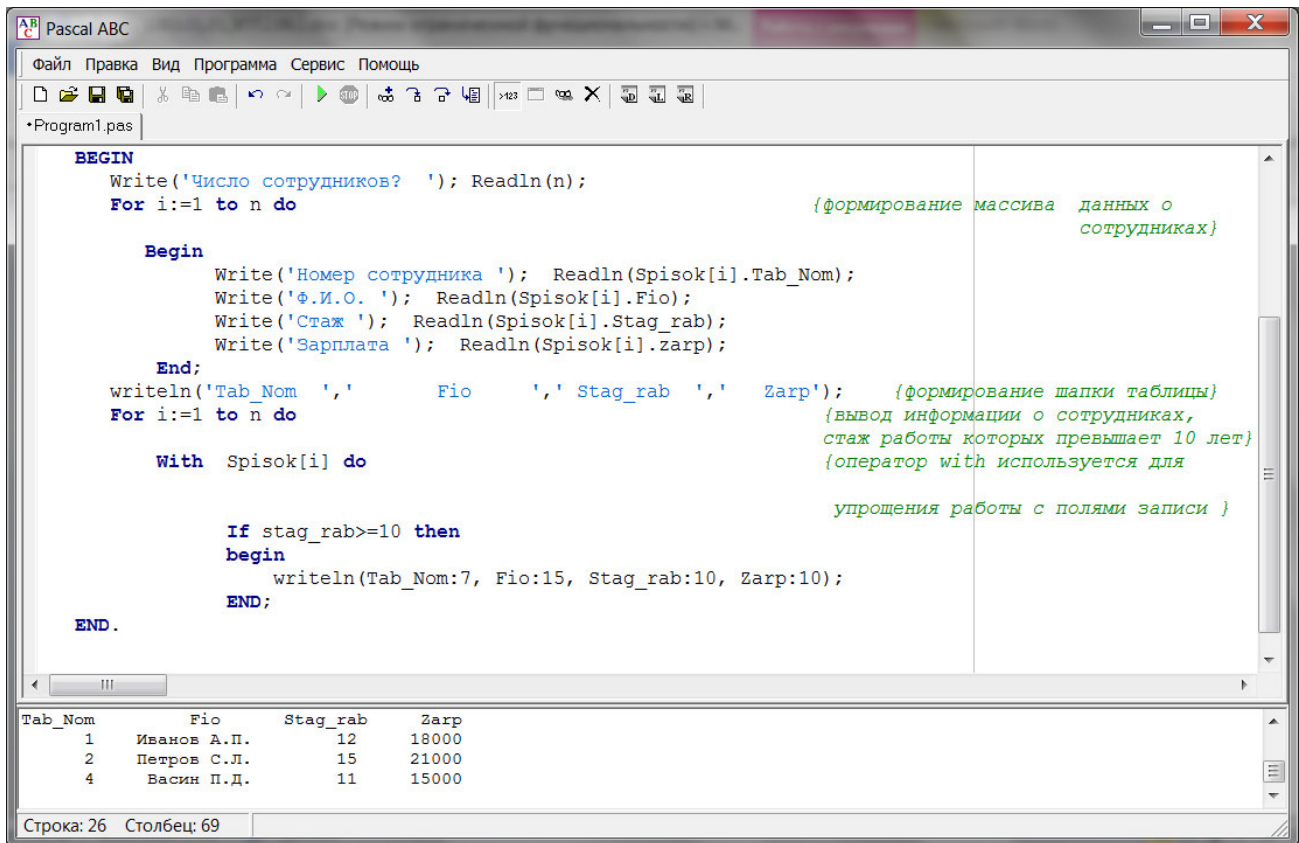 Pascal ABC
Файл Правка Вид Программа Сервис Помощь
•Program1.pas
BEGIN
Write('Число сотрудников?  '); Readln(n);
For i:=1 to n do {формирование массива данных о
сотрудниках}
Begin
Write('Номер сотрудника ');  Readln(Spisok[i].Tab_Nom);
Write('Ф.И.О. ');  Readln(Spisok[i].Fio);
Write('Стаж ');  Readln(Spisok[i].Stag_rab);
Write('Зарплата ');  Readln(Spisok[i].zarp);
End;
writeln('Tab_Nom  ','       Fio     ',' Stag_rab  ','   Zarp'); {формирование шапки таблицы}
For i:=1 to n do {вывод информации о сотрудниках,
стаж работы которых превышает 10 лет}
With  Spisok[i] do {оператор with используется для
упрощения работы с полями записи }
If stag_rab>=10 then
begin
writeln(Tab_Nom:7, Fio:15, Stag_rab:10, Zarp:10);
END;
END.
Tab_Nom Fio Stag_rab Zarp
1 Иванов А.П. 12 18000
2 Петров С.Л. 15 21000
4 Васин П.Д. 11 15000
Строка: 26 Столбец: 69